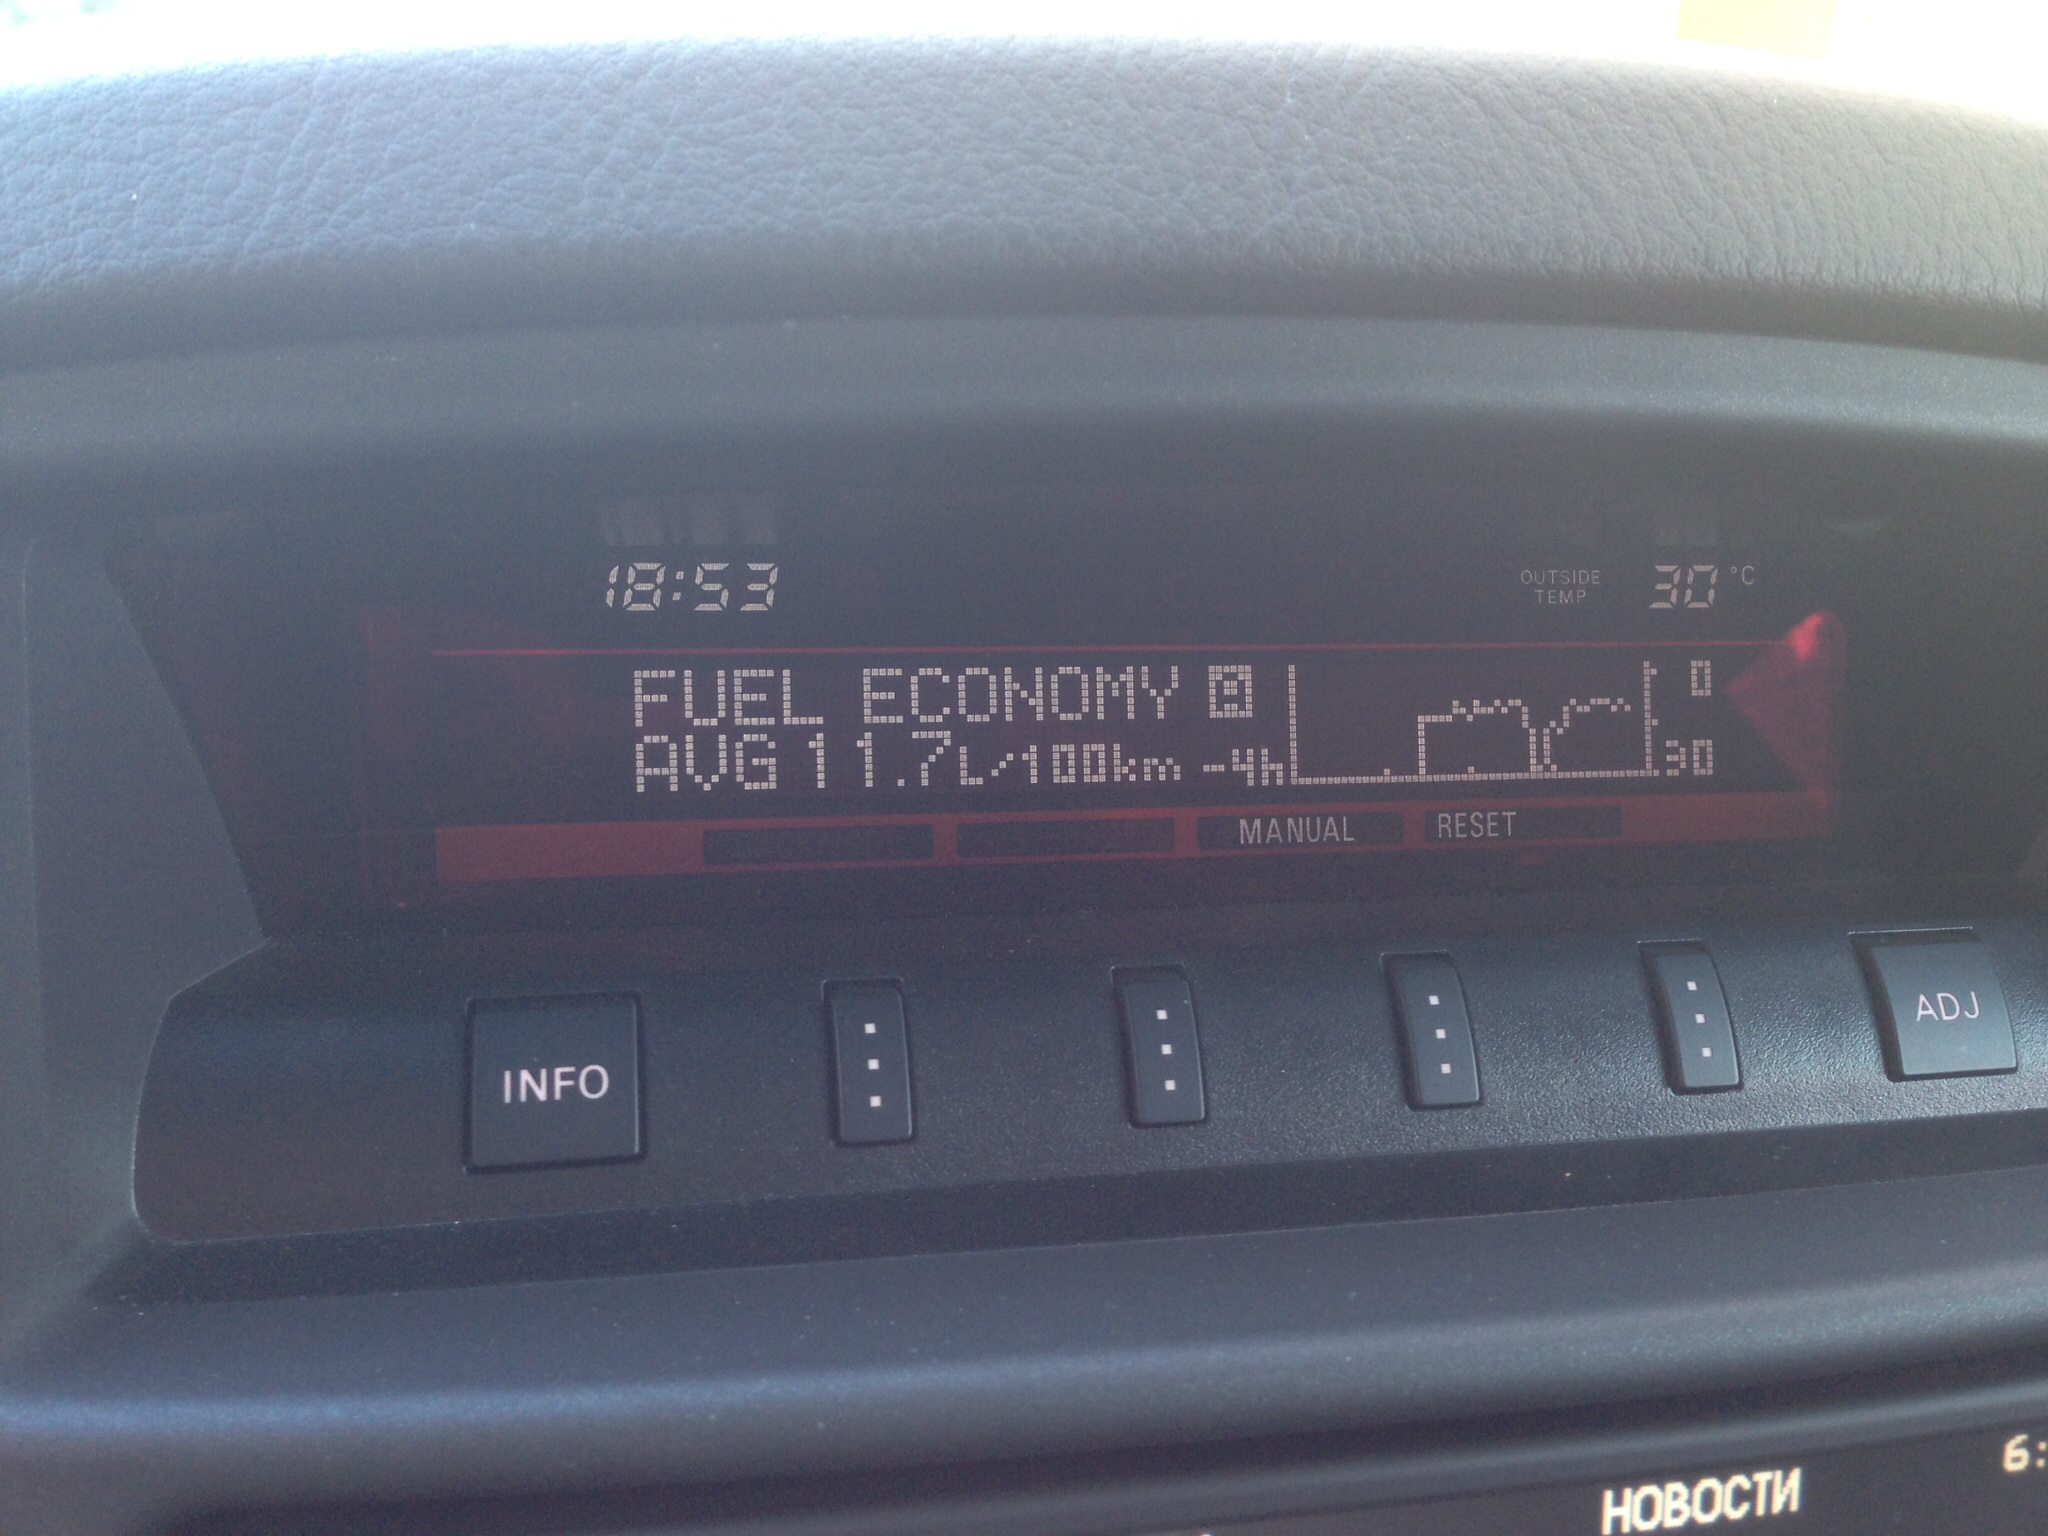 18:53
OUTSIDE TEMP 30 °C
FUEL ECONOMY
AVG 11.7L/100km -4h
0
30
MANUAL RESET
INFO
ADJ
6:
НОВОСТИ